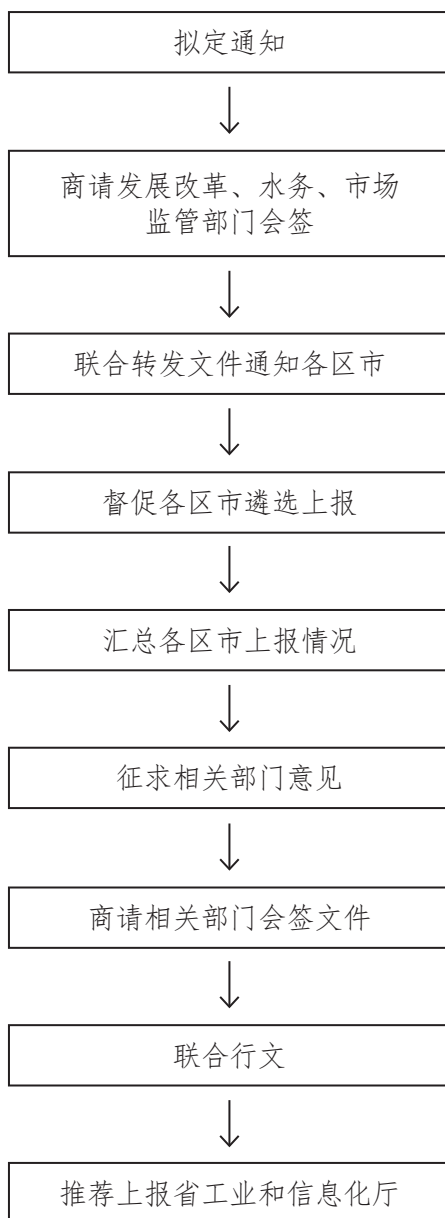 拟定通知
商请发展改革、水务、市场
监管部门会签
联合转发文件通知各区市
督促各区市遴选上报
汇总各区市上报情况
征求相关部门意见
商请相关部门会签文件
联合行文
推荐上报省工业和信息化厅